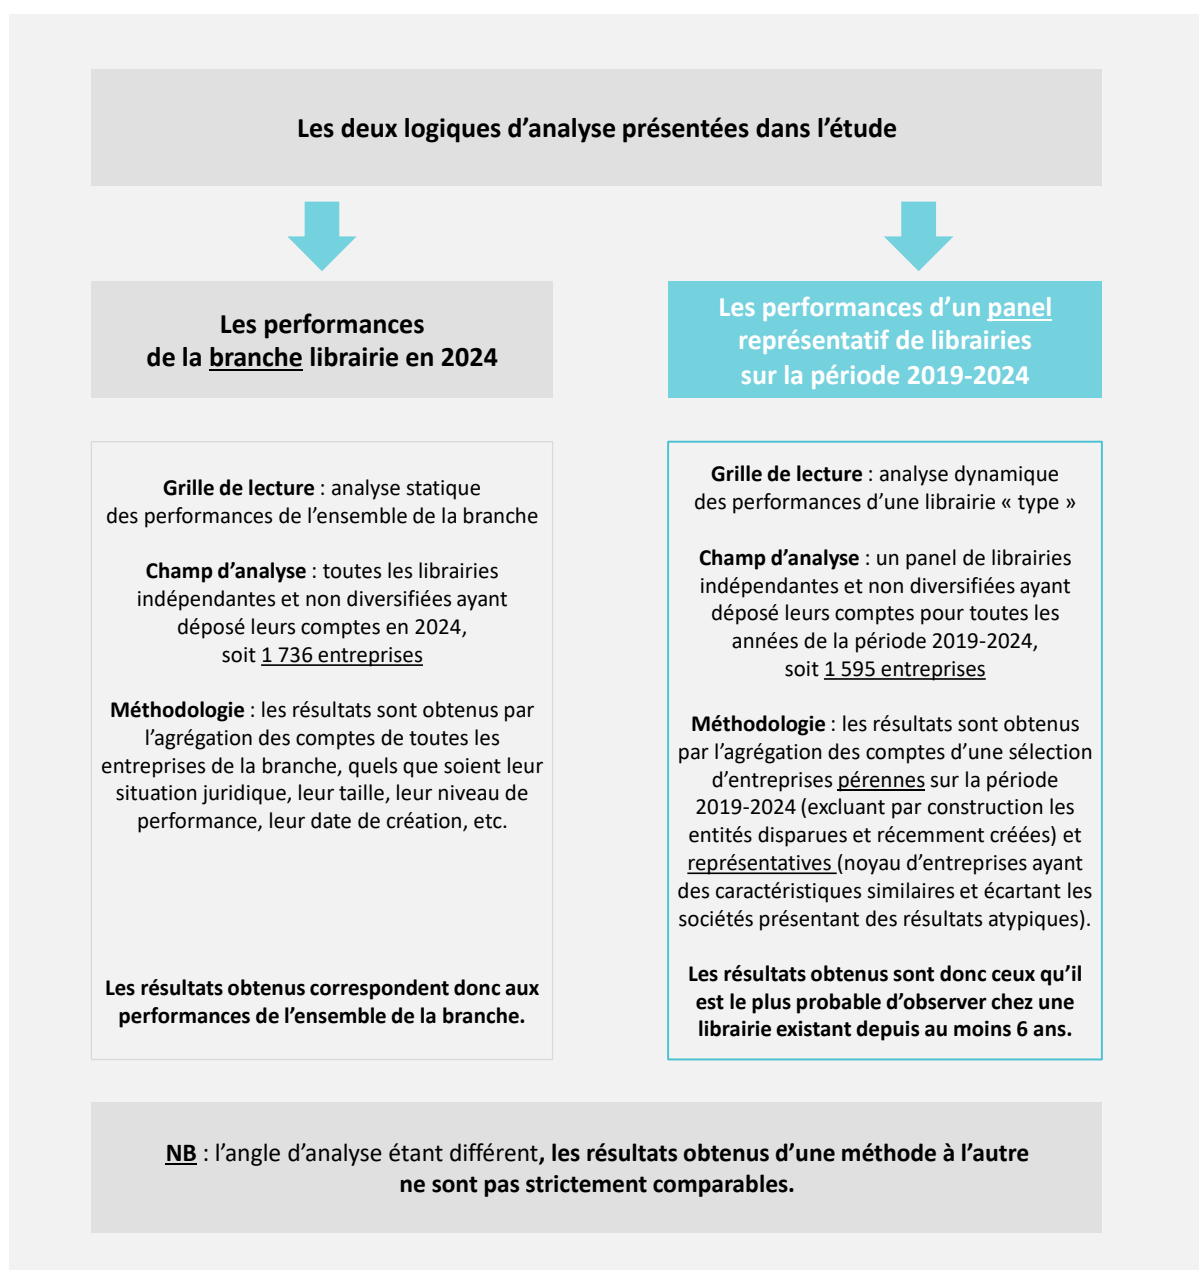 Les deux logiques d’analyse présentées dans l’étude
Les performances
de la branche librairie en 2024
Grille de lecture : analyse statique
des performances de l’ensemble de la branche
Champ d’analyse : toutes les librairies
indépendantes et non diversifiées ayant
déposé leurs comptes en 2024,
soit 1 736 entreprises
Méthodologie : les résultats sont obtenus par
l’agrégation des comptes de toutes les
entreprises de la branche, quels que soient leur
situation juridique, leur taille, leur niveau de
performance, leur date de création, etc.
Les résultats obtenus correspondent donc aux
performances de l’ensemble de la branche.
Les performances d’un panel
représentatif de librairies
sur la période 2019-2024
Grille de lecture : analyse dynamique
des performances d’une librairie « type »
Champ d’analyse : un panel de librairies
indépendantes et non diversifiées ayant
déposé leurs comptes pour toutes les
années de la période 2019-2024,
soit 1 595 entreprises
Méthodologie : les résultats sont obtenus
par l’agrégation des comptes d’une sélection
d’entreprises pérennes sur la période
2019-2024 (excluant par construction les
entités disparues et récemment créées) et
représentatives (noyau d’entreprises ayant
des caractéristiques similaires et écartant les
sociétés présentant des résultats atypiques).
Les résultats obtenus sont donc ceux qu’il
est le plus probable d’observer chez une
librairie existant depuis au moins 6 ans.
NB : l’angle d’analyse étant différent, les résultats obtenus d’une méthode à l’autre
ne sont pas strictement comparables.